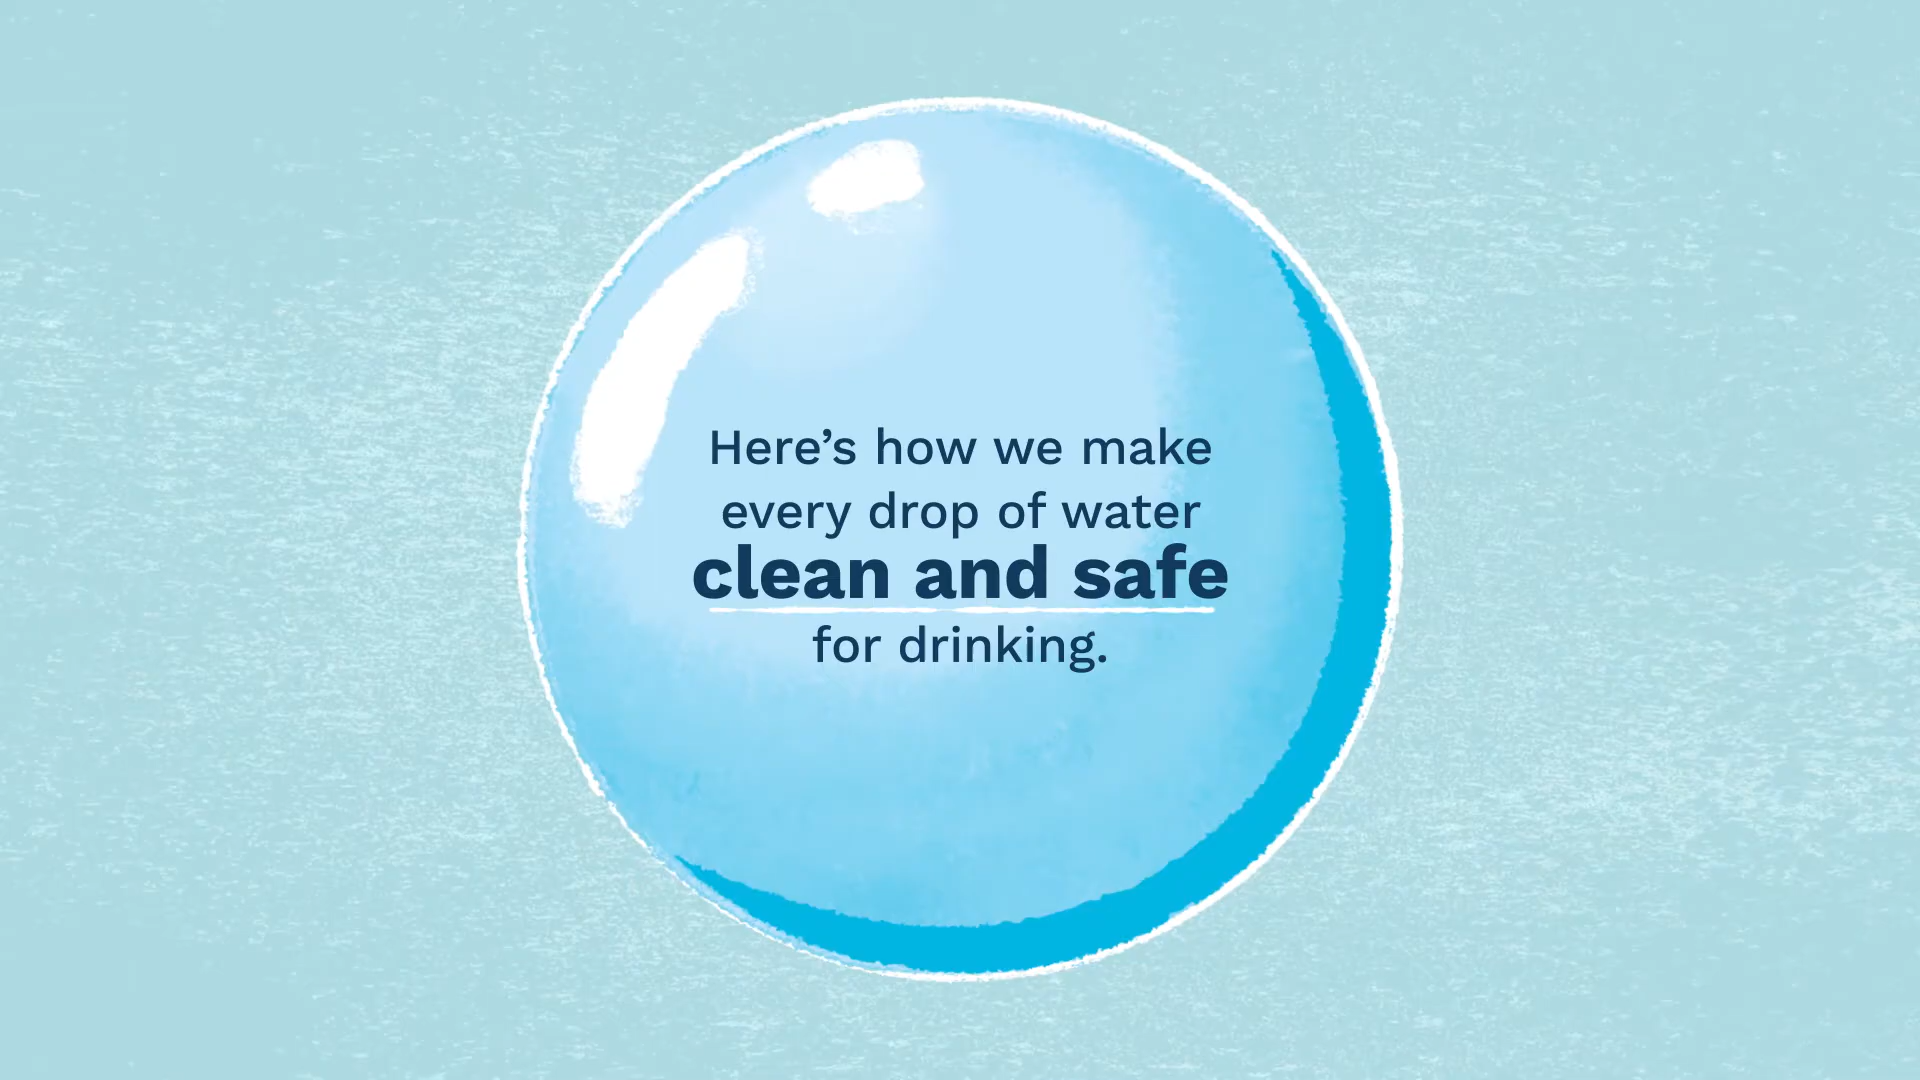 Here’s how we make
every drop of water
clean and safe
for drinking.